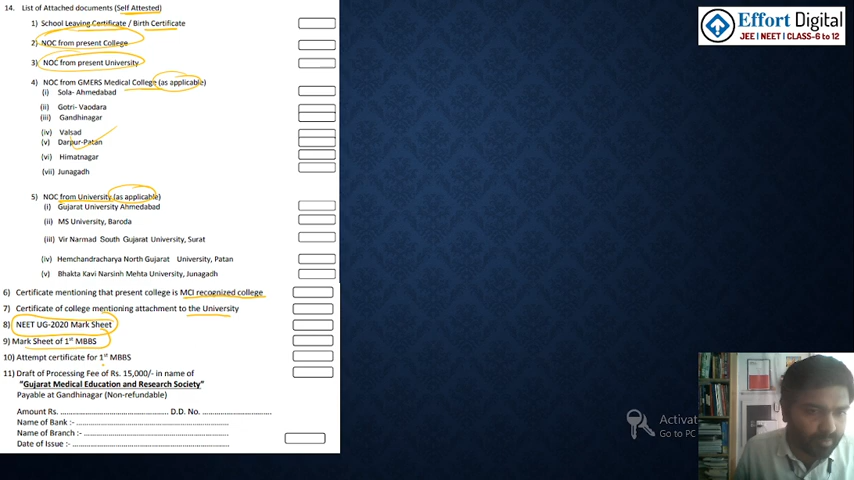 14. List of Attached documents (Self Attested)
1) School Leaving Certificate / Birth Certificate
2) NOC from present College
3) NOC from present University
4) NOC from GMERS Medical College (as applicable)
(i) Sola- Ahmedabad
(ii) Gotri- Vaodara
(iii) Gandhinagar
(iv) Valsad
(v) Darpur-Patan
(vi) Himatnagar
(vii) Junagadh
5) NOC from University (as applicable)
(i) Gujarat University Ahmedabad
(ii) MS University, Baroda
(iii) Vir Narmad South Gujarat University, Surat
(iv) Hemchandracharya North Gujarat University, Patan
(v) Bhakta Kavi Narsinh Mehta University, Junagadh
6) Certificate mentioning that present college is MCI recognized college
7) Certificate of college mentioning attachment to the University
8) NEET UG-2020 Mark Sheet
9) Mark Sheet of 1st MBBS
10) Attempt certificate for 1st MBBS
11) Draft of Processing Fee of Rs. 15,000/- in name of
"Gujarat Medical Education and Research Society"
Payable at Gandhinagar (Non-refundable)
Amount Rs. ............................................ D.D. No. ............................
Name of Bank :- ............................................................
Name of Branch :- .........................................................
Date of Issue :- ..............................................................
Effort Digital
JEE | NEET | CLASS-6 to 12
Activat
Go to PC